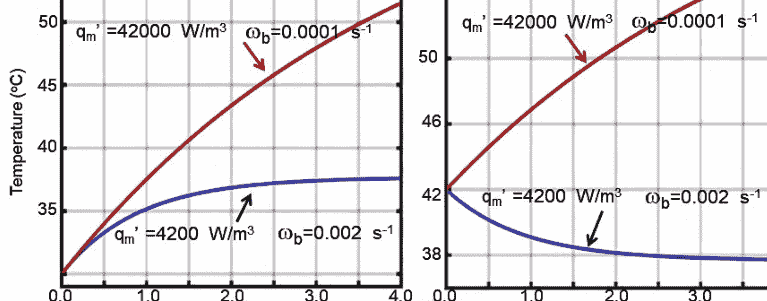 50
45
40
35
Temperature (°C)
qm' =42000 W/m³ ωb=0.0001 s⁻¹
qm' =4200 W/m³ ωb=0.002 s⁻¹
0.0 1.0 2.0 3.0 4.0
50
46
42
38
qm' =42000 W/m³ ωb=0.0001 s⁻¹
qm' =4200 W/m³ ωb=0.002 s⁻¹
0.0 1.0 2.0 3.0